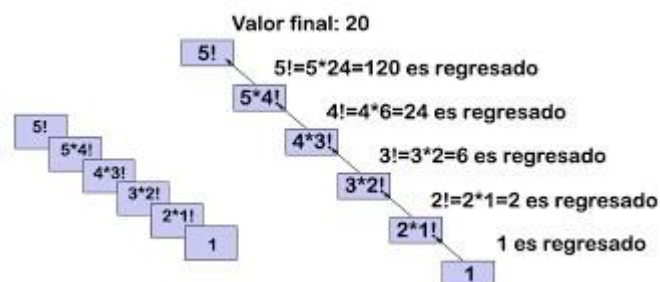 Valor final: 20
5!
5!=5*24=120 es regresado
5*4!
4!=4*6=24 es regresado
4*3!
3!=3*2=6 es regresado
3*2!
2!=2*1=2 es regresado
2*1!
1 es regresado
1
5!
5*4!
4*3!
3*2!
2*1!
1